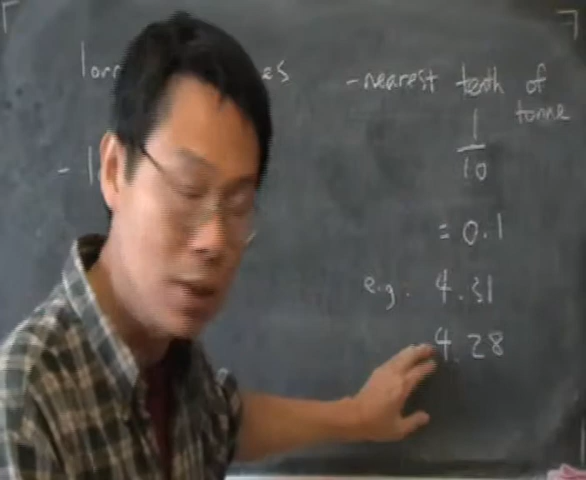 - nearest tenth of
tonne
1
10
= 0.1
e.g. 4.31
4.28